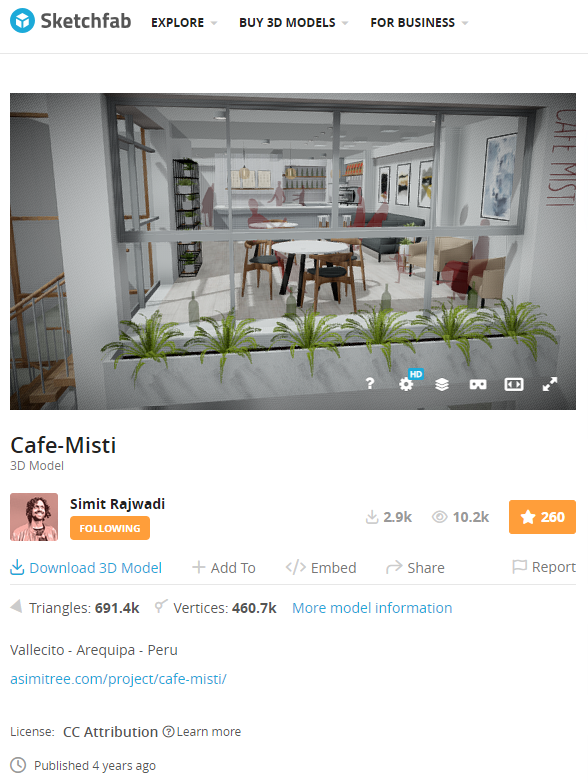 Sketchfab EXPLORE BUY 3D MODELS FOR BUSINESS
CAFE MISTI
? HD
Cafe-Misti
3D Model
Simit Rajwadi
FOLLOWING
2.9k 10.2k 260
Download 3D Model Add To Embed Share Report
Triangles: 691.4k Vertices: 460.7k More model information
Vallecito - Arequipa - Peru
asimitree.com/project/cafe-misti/
License: CC Attribution ? Learn more
Published 4 years ago